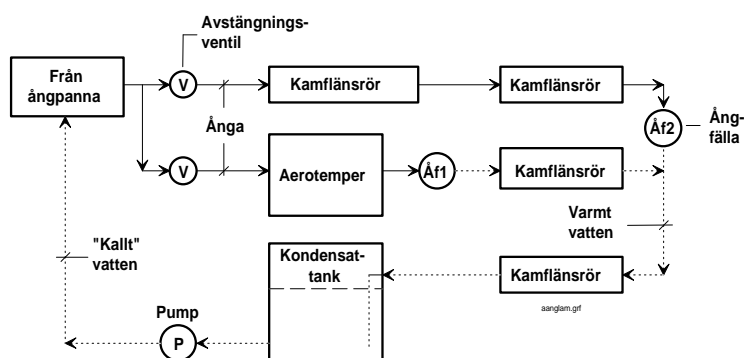 Avstängnings-
ventil
Från
ångpanna
V
Kamflänsrör
Kamflänsrör
Ånga
Åf2
Ång-
fälla
V
Aerotemper
Åf1
Kamflänsrör
Varmt
vatten
"Kallt"
vatten
Kondensat-
tank
Kamflänsrör
aanglam.grf
Pump
P